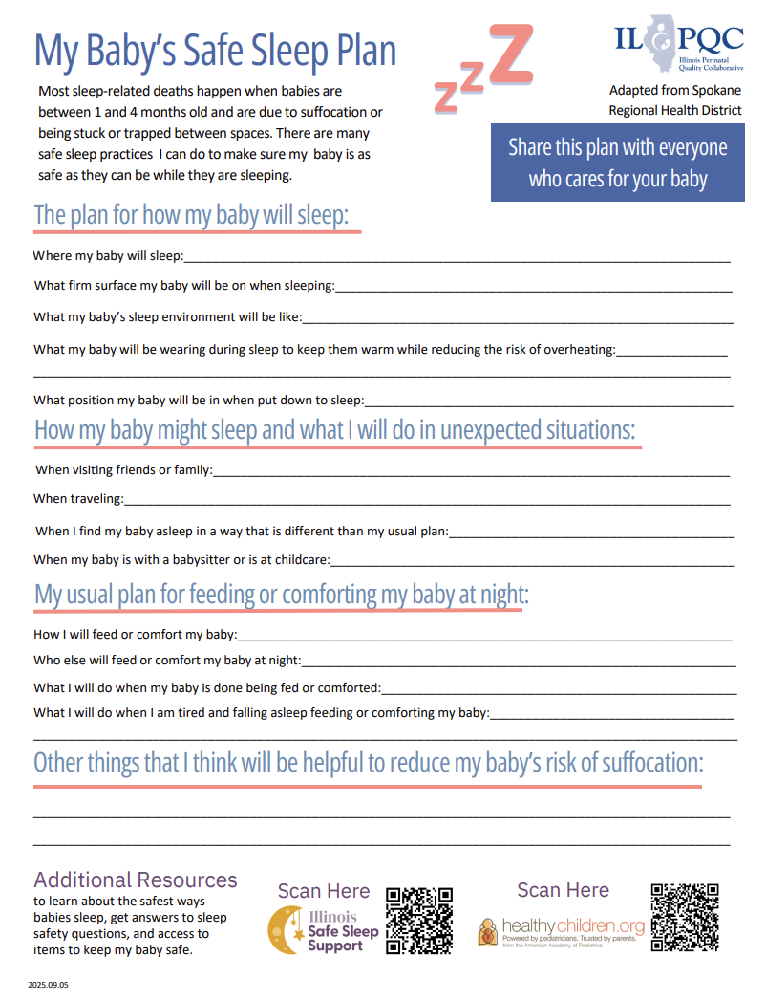 My Baby's Safe Sleep Plan
Z Z Z
IL PQC
Illinois Perinatal
Quality Collaborative
Most sleep-related deaths happen when babies are
between 1 and 4 months old and are due to suffocation or
being stuck or trapped between spaces. There are many
safe sleep practices I can do to make sure my baby is as
safe as they can be while they are sleeping.
Adapted from Spokane
Regional Health District
Share this plan with everyone
who cares for your baby
The plan for how my baby will sleep:
Where my baby will sleep:
What firm surface my baby will be on when sleeping:
What my baby's sleep environment will be like:
What my baby will be wearing during sleep to keep them warm while reducing the risk of overheating:
What position my baby will be in when put down to sleep:
How my baby might sleep and what I will do in unexpected situations:
When visiting friends or family:
When traveling:
When I find my baby asleep in a way that is different than my usual plan:
When my baby is with a babysitter or is at childcare:
My usual plan for feeding or comforting my baby at night:
How I will feed or comfort my baby:
Who else will feed or comfort my baby at night:
What I will do when my baby is done being fed or comforted:
What I will do when I am tired and falling asleep feeding or comforting my baby:
Other things that I think will be helpful to reduce my baby's risk of suffocation:
Additional Resources
to learn about the safest ways
babies sleep, get answers to sleep
safety questions, and access to
items to keep my baby safe.
Scan Here
Illinois
Safe Sleep
Support
Scan Here
healthychildren.org
Powered by pediatricians. Trusted by parents.
from the American Academy of Pediatrics
2025.09.05